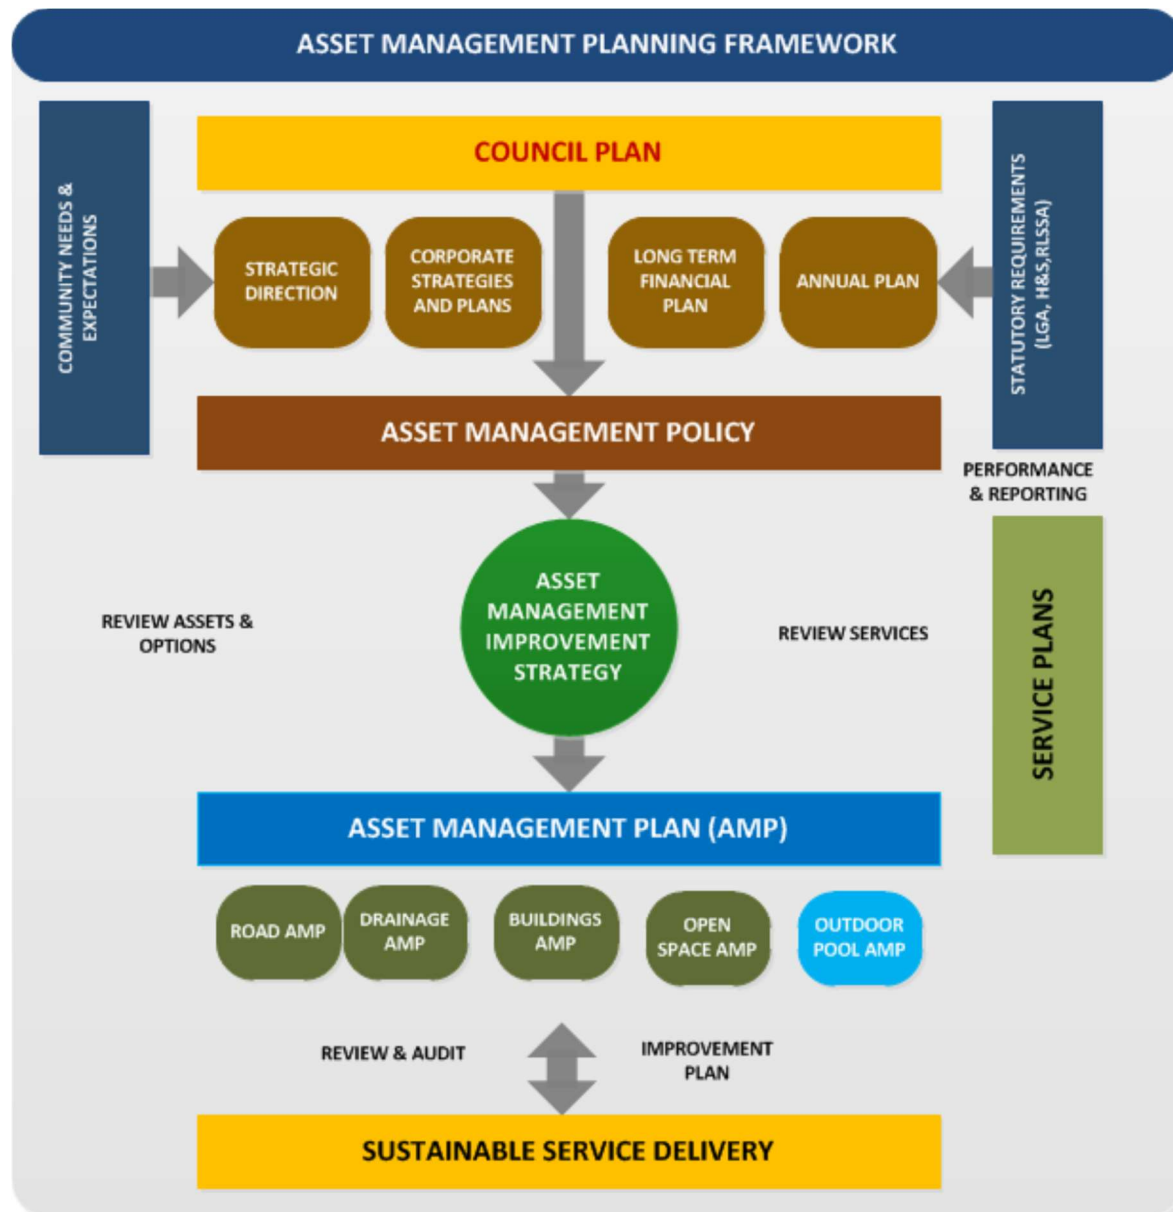 ASSET MANAGEMENT PLANNING FRAMEWORK
COUNCIL PLAN
COMMUNITY NEEDS &
EXPECTATIONS
STRATEGIC
DIRECTION
CORPORATE
STRATEGIES
AND PLANS
LONG TERM
FINANCIAL
PLAN
ANNUAL PLAN
STATUTORY REQUIREMENTS
(LGA, H&S,RLSSA)
ASSET MANAGEMENT POLICY
PERFORMANCE
& REPORTING
ASSET
MANAGEMENT
IMPROVEMENT
STRATEGY
REVIEW ASSETS &
OPTIONS
REVIEW SERVICES
SERVICE PLANS
ASSET MANAGEMENT PLAN (AMP)
ROAD AMP
DRAINAGE
AMP
BUILDINGS
AMP
OPEN
SPACE AMP
OUTDOOR
POOL AMP
REVIEW & AUDIT
IMPROVEMENT
PLAN
SUSTAINABLE SERVICE DELIVERY